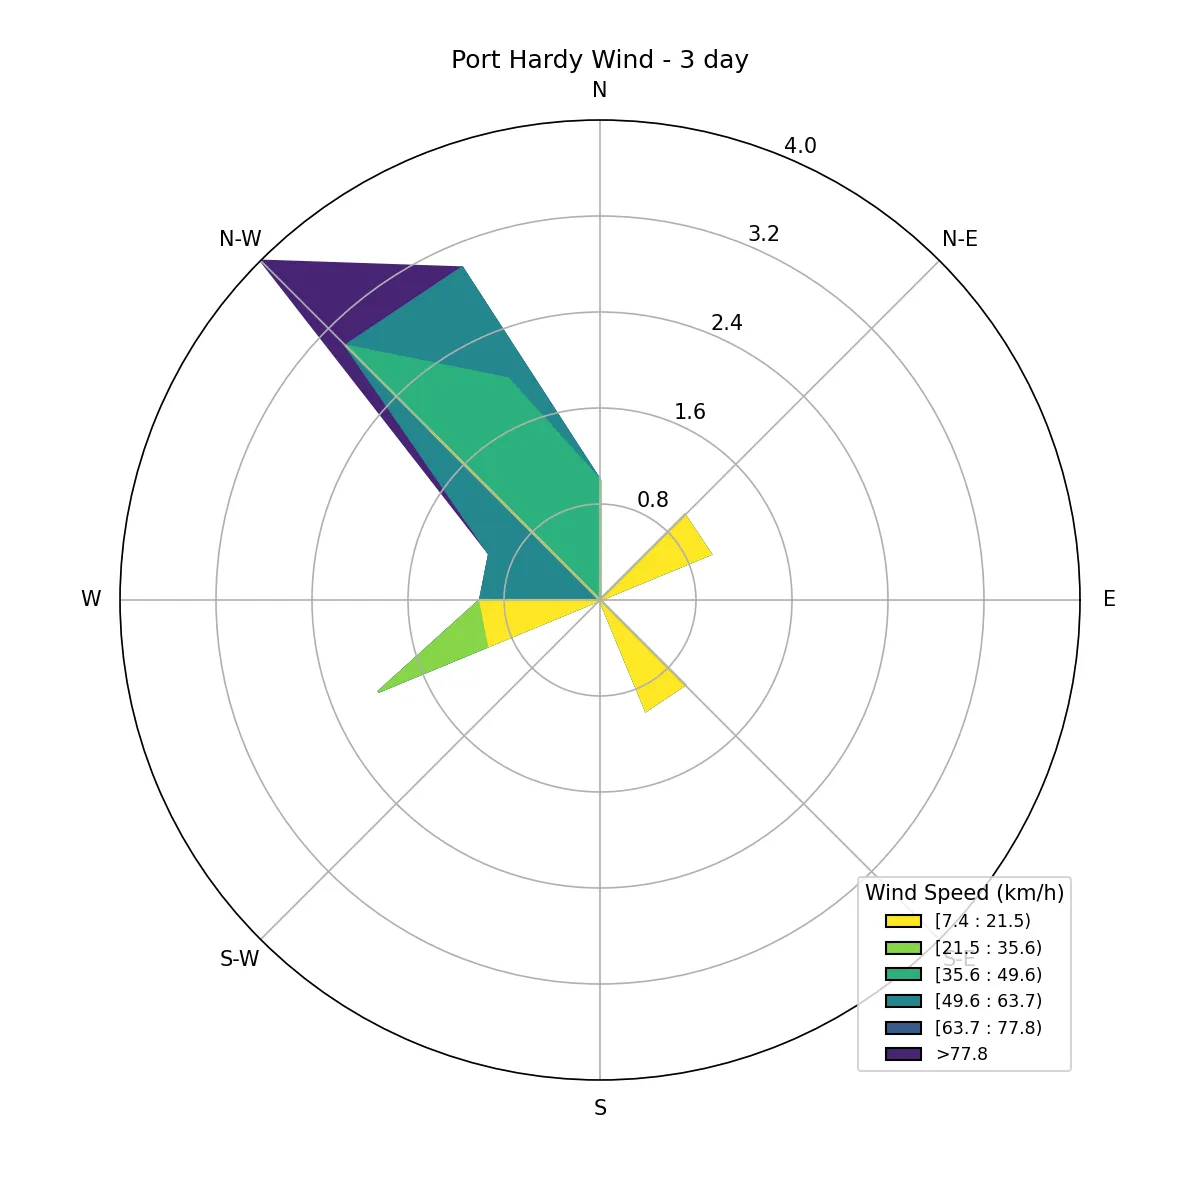 Port Hardy Wind - 3 day
N
4.0
N-W
N-E
3.2
2.4
1.6
0.8
W
E
Wind Speed (km/h)
[7.4 : 21.5)
[21.5 : 35.6)
S-W
S-E
[35.6 : 49.6)
[49.6 : 63.7)
[63.7 : 77.8)
>77.8
S